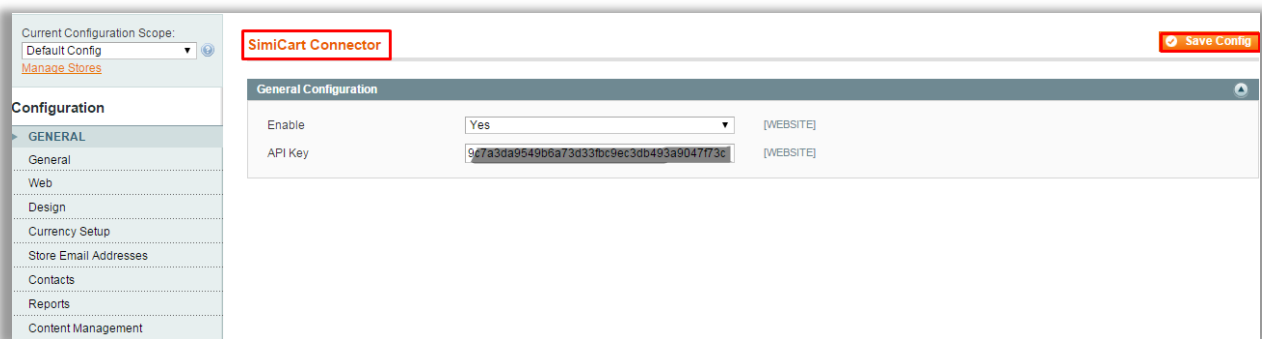 Current Configuration Scope:
Default Config
Manage Stores
SimiCart Connector
Save Config
Configuration
General Configuration
GENERAL
Enable Yes [WEBSITE]
API Key [WEBSITE]
General
Web
Design
Currency Setup
Store Email Addresses
Contacts
Reports
Content Management